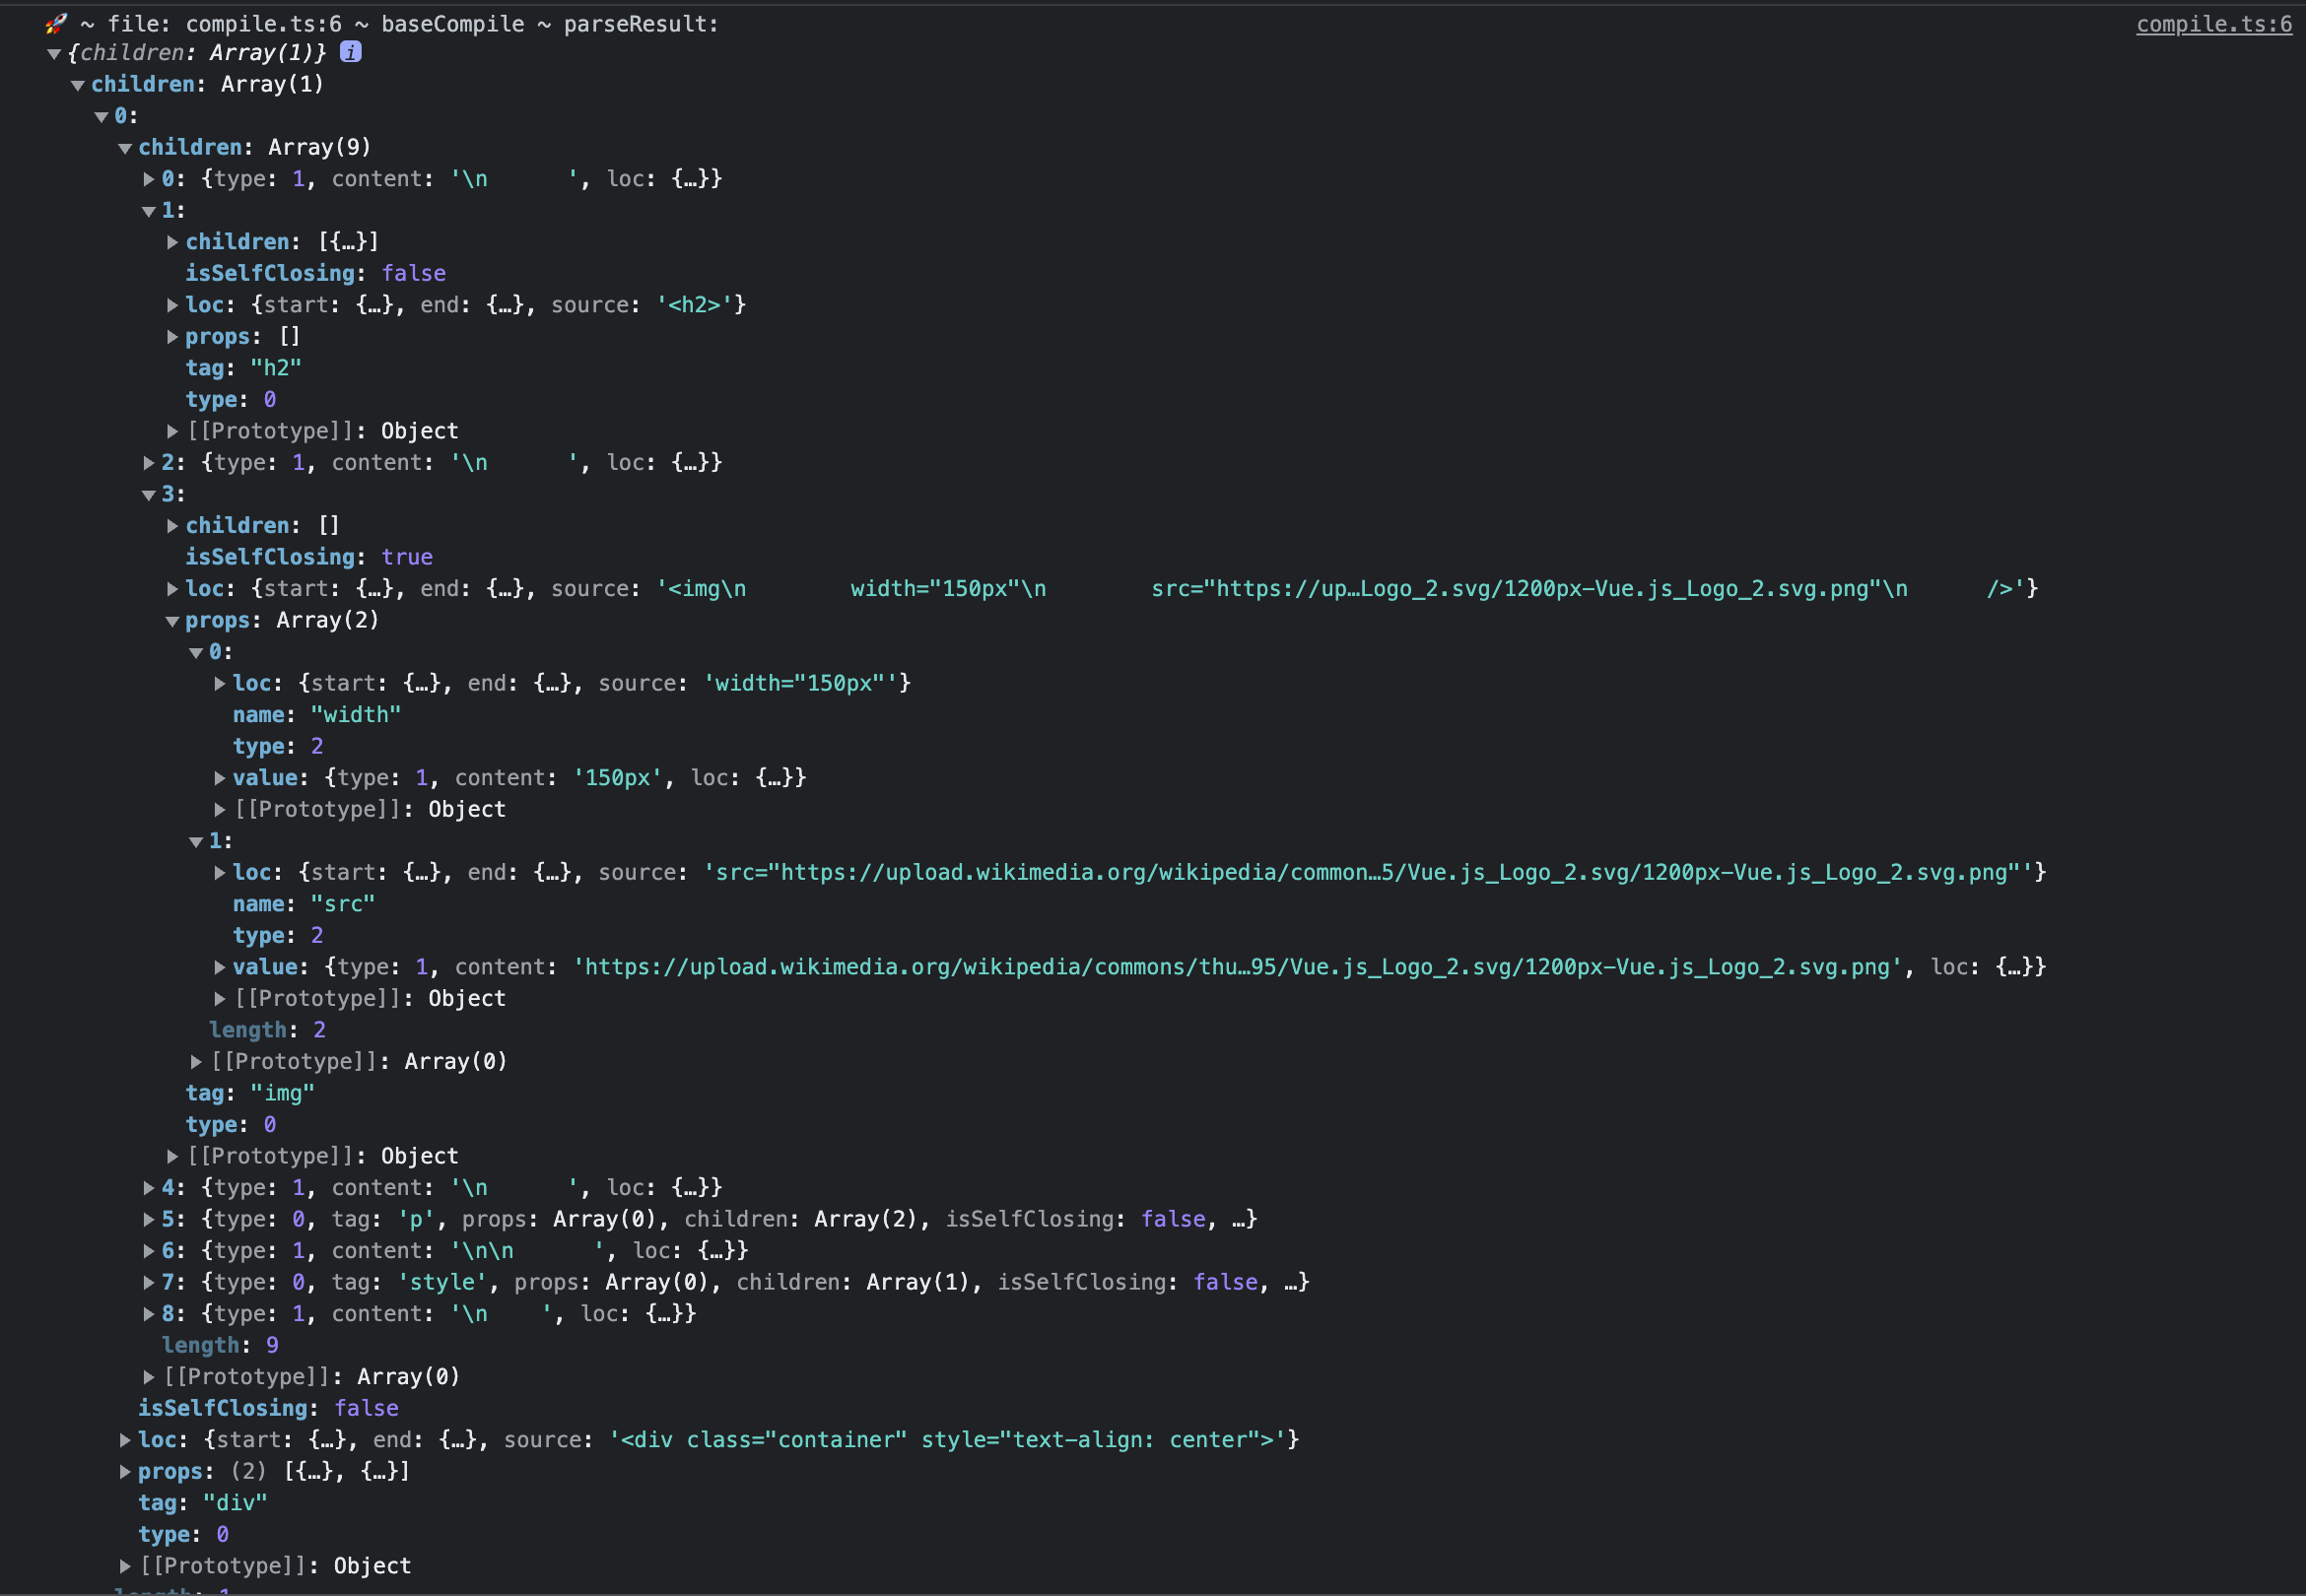 🚀 ~ file: compile.ts:6 ~ baseCompile ~ parseResult: compile.ts:6
▼{children: Array(1)} i
▼children: Array(1)
▼0:
▼children: Array(9)
▶0: {type: 1, content: '\n      ', loc: {…}}
▼1:
▶children: [{…}]
isSelfClosing: false
▶loc: {start: {…}, end: {…}, source: '<h2>'}
▶props: []
tag: "h2"
type: 0
▶[[Prototype]]: Object
▶2: {type: 1, content: '\n      ', loc: {…}}
▼3:
▶children: []
isSelfClosing: true
▶loc: {start: {…}, end: {…}, source: '<img\n        width="150px"\n        src="https://up…Logo_2.svg/1200px-Vue.js_Logo_2.svg.png"\n      />'}
▼props: Array(2)
▼0:
▶loc: {start: {…}, end: {…}, source: 'width="150px"'}
name: "width"
type: 2
▶value: {type: 1, content: '150px', loc: {…}}
▶[[Prototype]]: Object
▼1:
▶loc: {start: {…}, end: {…}, source: 'src="https://upload.wikimedia.org/wikipedia/common…5/Vue.js_Logo_2.svg/1200px-Vue.js_Logo_2.svg.png"'}
name: "src"
type: 2
▶value: {type: 1, content: 'https://upload.wikimedia.org/wikipedia/commons/thu…95/Vue.js_Logo_2.svg/1200px-Vue.js_Logo_2.svg.png', loc: {…}}
▶[[Prototype]]: Object
length: 2
▶[[Prototype]]: Array(0)
tag: "img"
type: 0
▶[[Prototype]]: Object
▶4: {type: 1, content: '\n      ', loc: {…}}
▶5: {type: 0, tag: 'p', props: Array(0), children: Array(2), isSelfClosing: false, …}
▶6: {type: 1, content: '\n\n      ', loc: {…}}
▶7: {type: 0, tag: 'style', props: Array(0), children: Array(1), isSelfClosing: false, …}
▶8: {type: 1, content: '\n    ', loc: {…}}
length: 9
▶[[Prototype]]: Array(0)
isSelfClosing: false
▶loc: {start: {…}, end: {…}, source: '<div class="container" style="text-align: center">'}
▶props: (2) [{…}, {…}]
tag: "div"
type: 0
▶[[Prototype]]: Object
length: 1